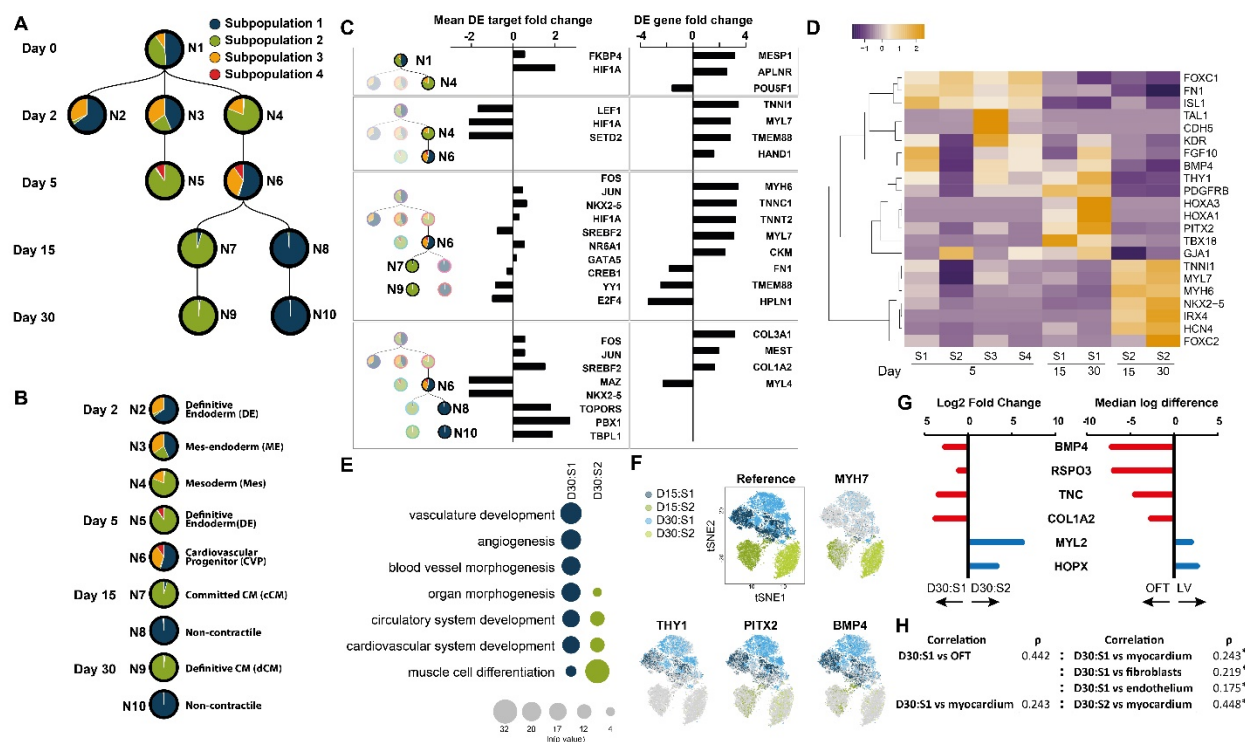 A
Subpopulation 1
Subpopulation 2
Subpopulation 3
Subpopulation 4
Day 0
N1
Day 2
N2
N3
N4
Day 5
N5
N6
Day 15
N7
N8
Day 30
N9
N10
B
Day 2
N2
Definitive
Endoderm (DE)
N3
Mes-endoderm (ME)
N4
Mesoderm (Mes)
Day 5
N5
Definitive
Endoderm(DE)
N6
Cardiovascular
Progenitor (CVP)
Day 15
N7
Committed CM (cCM)
N8
Non-contractile
Day 30
N9
Definitive CM (dCM)
N10
Non-contractile
C
Mean DE target fold change
-4 0 4
DE gene fold change
-4 0 4
N1
N4
FKBP4
HIF1A
MESP1
APLNR
POU5F1
N4
N6
LEF1
HIF1A
SETD2
TNNI1
MYL7
TMEM88
HAND1
N6
N7
N9
FOS
JUN
NKX2-5
HIF1A
SREBF2
NR6A1
GATA5
CREB1
YY1
E2F4
MYH6
TNNC1
TNNT2
MYL7
CKM
FN1
TMEM88
HPLN1
N6
N8
N10
FOS
JUN
SREBF2
MAZ
NKX2-5
TOPORS
PBX1
TBPL1
COL3A1
MEST
COL1A2
MYL4
D
-2 -1 0 1 2
FOXC1
FN1
ISL1
TAL1
CDH5
KDR
FGF10
BMP4
THY1
PDGFRB
HOXA3
HOXA1
PITX2
TBX18
GJA1
TNNI1
MYL7
MYH6
NKX2-5
IRX4
HCN4
FOXC2
S1 S2 S3 S4 S1 S1 S2 S2
Day 5 15 30 15 30
E
D30:S1
D30:S2
vasculature development
angiogenesis
blood vessel morphogenesis
organ morphogenesis
circulatory system development
cardiovascular system development
muscle cell differentiation
32 20 17 12 4
ln(p value)
F
D15:S1
D15:S2
D30:S1
D30:S2
Reference
MYH7
tSNE2
tSNE1
THY1
PITX2
BMP4
G
Log2 Fold Change
5 0 5 10
Median log difference
10 5 0 5
BMP4
RSPO3
TNC
COL1A2
MYL2
HOPX
D30:S1 D30:S2
OFT LV
H
Correlation ρ Correlation ρ
D30:S1 vs OFT 0.442 : D30:S1 vs myocardium 0.243*
: D30:S1 vs fibroblasts 0.219*
: D30:S1 vs endothelium 0.175*
D30:S1 vs myocardium 0.243 : D30:S2 vs myocardium 0.448*